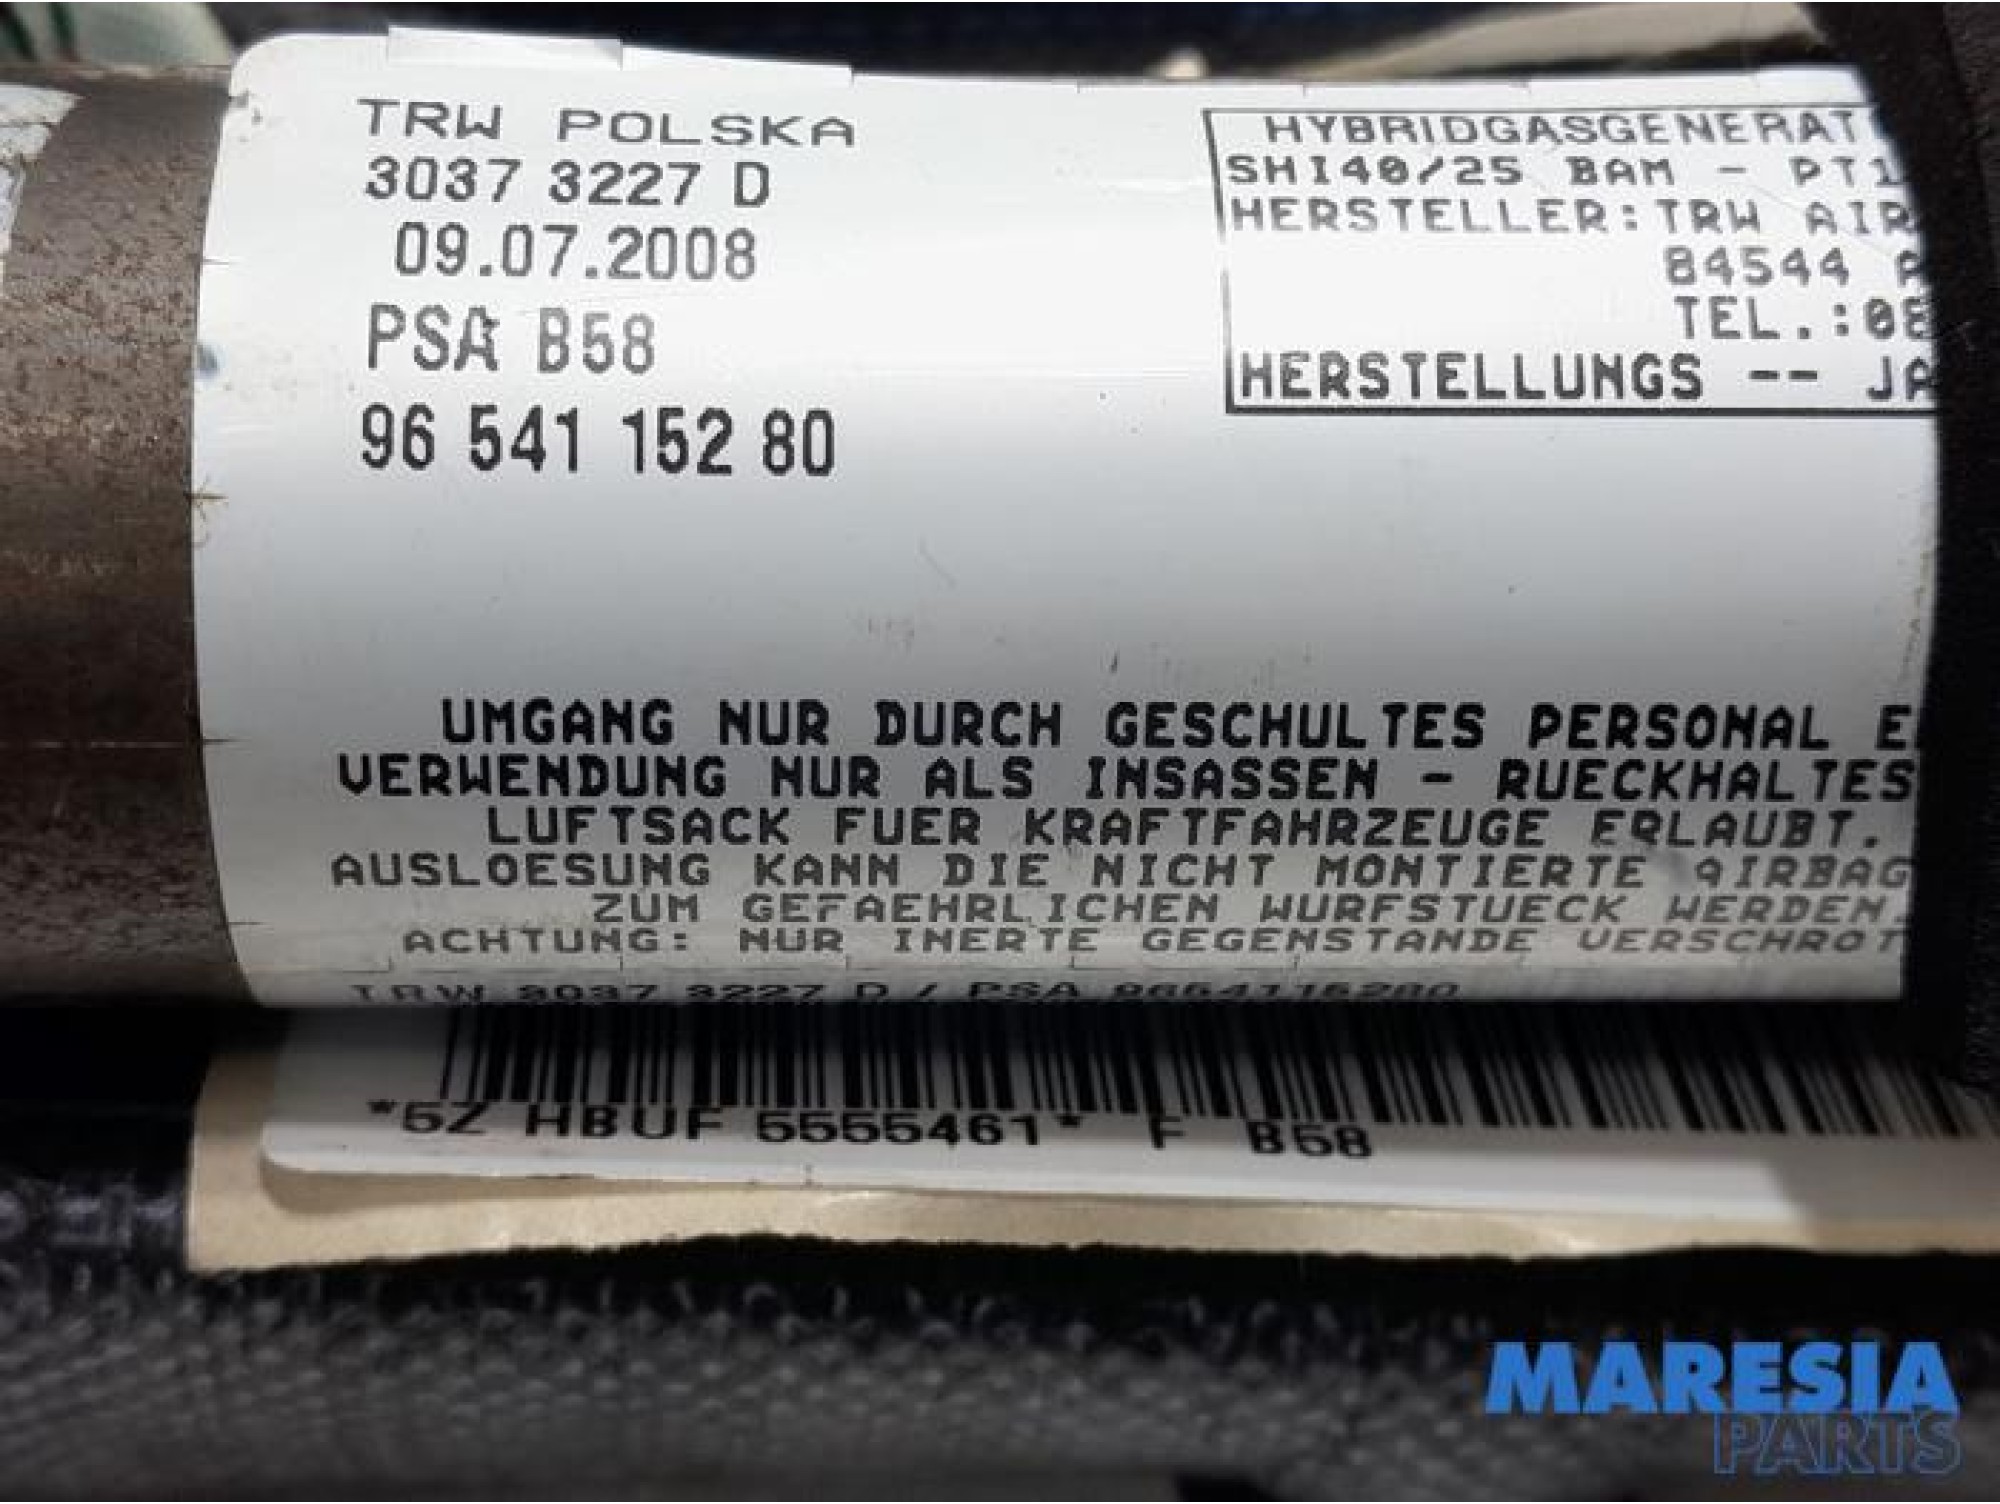 TRW POLSKA
3037 3227 D
09.07.2008
PSA B58
96 541 152 80
HYBRIDGASGENERAT
SHI40/25 BAM - PT1
HERSTELLER: TRW AIR
84544
TEL.:08
HERSTELLUNGS -- JA
UMGANG NUR DURCH GESCHULTES PERSONAL E
VERWENDUNG NUR ALS INSASSEN - RUECKHALTES
LUFTSACK FUER KRAFTFAHRZEUGE ERLAUBT.
AUSLOESUNG KANN DIE NICHT MONTIERTE AIRBAG
ZUM GEFAEHRLICHEN WURFSTUECK WERDEN.
ACHTUNG: NUR INERTE GEGENSTANDE VERSCHROT
TRW 3037 3227 D / PSA 9654115280
*5Z HBUF 5555461* F B58
MARESIA
PARTS